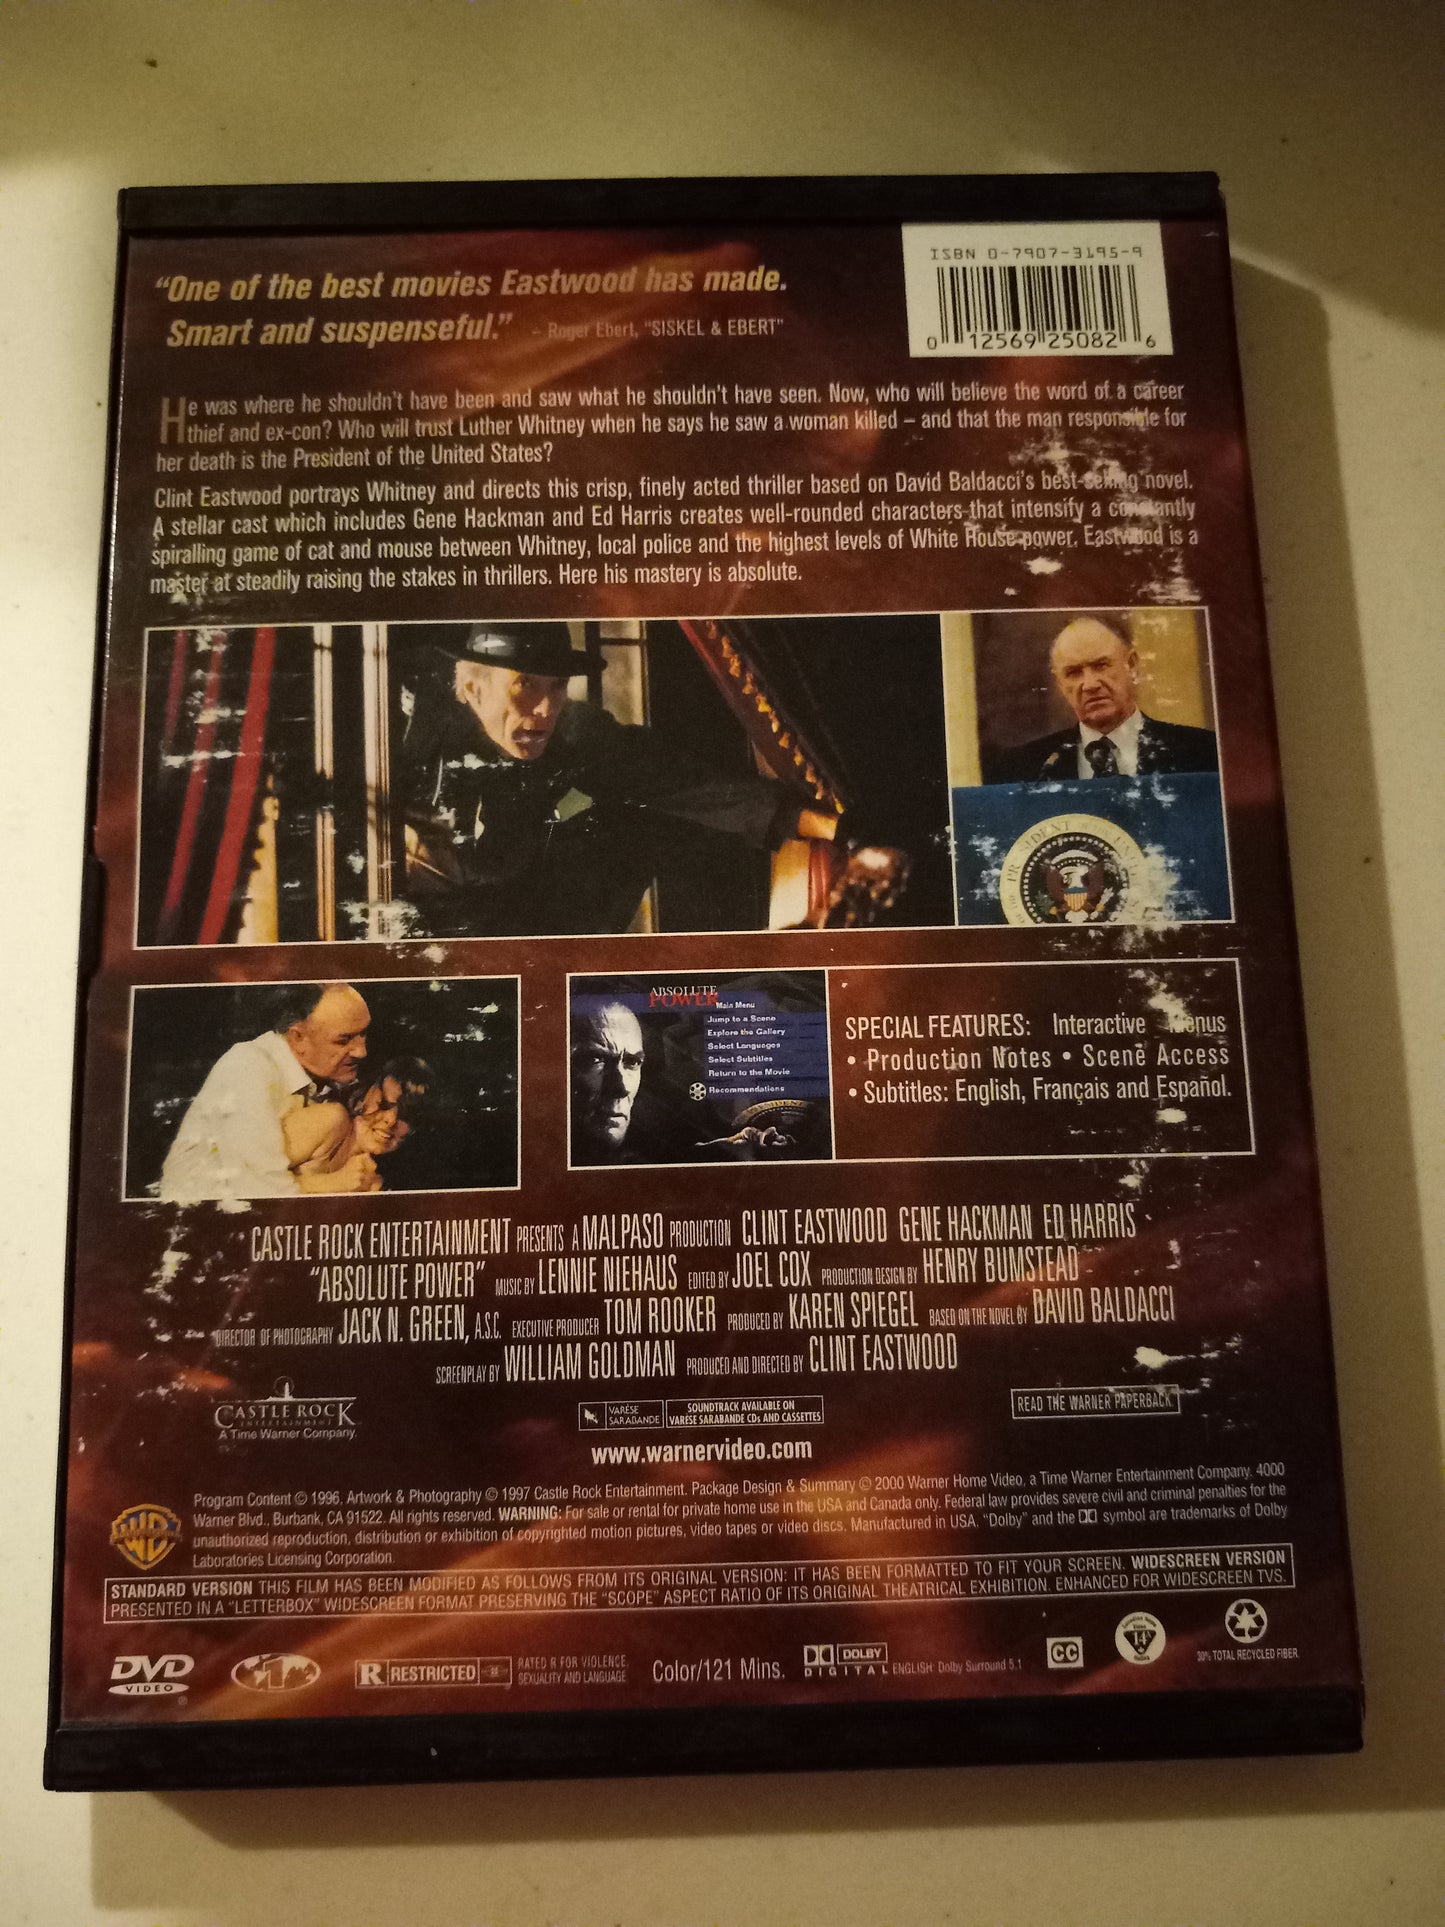 "One of the best movies Eastwood has made.
Smart and suspenseful."
– Roger Ebert, "SISKEL & EBERT"
ISBN 0-7907-3195-9
0 12569 25082 6
He was where he shouldn't have been and saw what he shouldn't have seen. Now, who will believe the word of a career
thief and ex-con? Who will trust Luther Whitney when he says he saw a woman killed – and that the man responsible for
her death is the President of the United States?
Clint Eastwood portrays Whitney and directs this crisp, finely acted thriller based on David Baldacci's best-selling novel.
A stellar cast which includes Gene Hackman and Ed Harris creates well-rounded characters that intensify a constantly
spiralling game of cat and mouse between Whitney, local police and the highest levels of White House power. Eastwood is a
master at steadily raising the stakes in thrillers. Here his mastery is absolute.
ABSOLUTE
POWER
Main Menu
Jump to a Scene
Explore the Gallery
Select Languages
Select Subtitles
Return to the Movie
Recommendations
SPECIAL FEATURES: Interactive Menus
• Production Notes • Scene Access
• Subtitles: English, Français and Español.
CASTLE ROCK ENTERTAINMENT PRESENTS A MALPASO PRODUCTION CLINT EASTWOOD GENE HACKMAN ED HARRIS
"ABSOLUTE POWER" MUSIC BY LENNIE NIEHAUS EDITED BY JOEL COX PRODUCTION DESIGN BY HENRY BUMSTEAD
DIRECTOR OF PHOTOGRAPHY JACK N. GREEN, A.S.C. EXECUTIVE PRODUCER TOM ROOKER PRODUCED BY KAREN SPIEGEL BASED ON THE NOVEL BY DAVID BALDACCI
SCREENPLAY BY WILLIAM GOLDMAN PRODUCED AND DIRECTED BY CLINT EASTWOOD
CASTLE ROCK
ENTERTAINMENT
A Time Warner Company.
VARÈSE
SARABANDE
SOUNDTRACK AVAILABLE ON
VARÈSE SARABANDE CDs AND CASSETTES
READ THE WARNER PAPERBACK
www.warnervideo.com
Program Content © 1996, Artwork & Photography © 1997 Castle Rock Entertainment. Package Design & Summary © 2000 Warner Home Video, a Time Warner Entertainment Company. 4000
Warner Blvd., Burbank, CA 91522. All rights reserved. WARNING: For sale or rental for private home use in the USA and Canada only. Federal law provides severe civil and criminal penalties for the
unauthorized reproduction, distribution or exhibition of copyrighted motion pictures, video tapes or video discs. Manufactured in USA. "Dolby" and the symbol are trademarks of Dolby
Laboratories Licensing Corporation.
STANDARD VERSION THIS FILM HAS BEEN MODIFIED AS FOLLOWS FROM ITS ORIGINAL VERSION: IT HAS BEEN FORMATTED TO FIT YOUR SCREEN. WIDESCREEN VERSION
PRESENTED IN A "LETTERBOX" WIDESCREEN FORMAT PRESERVING THE "SCOPE" ASPECT RATIO OF ITS ORIGINAL THEATRICAL EXHIBITION. ENHANCED FOR WIDESCREEN TVS.
DVD
VIDEO
1
R RESTRICTED
RATED R FOR VIOLENCE,
SEXUALITY AND LANGUAGE
Color/121 Mins.
DOLBY
DIGITAL
ENGLISH: Dolby Surround 5.1
CC
14
30% TOTAL RECYCLED FIBER